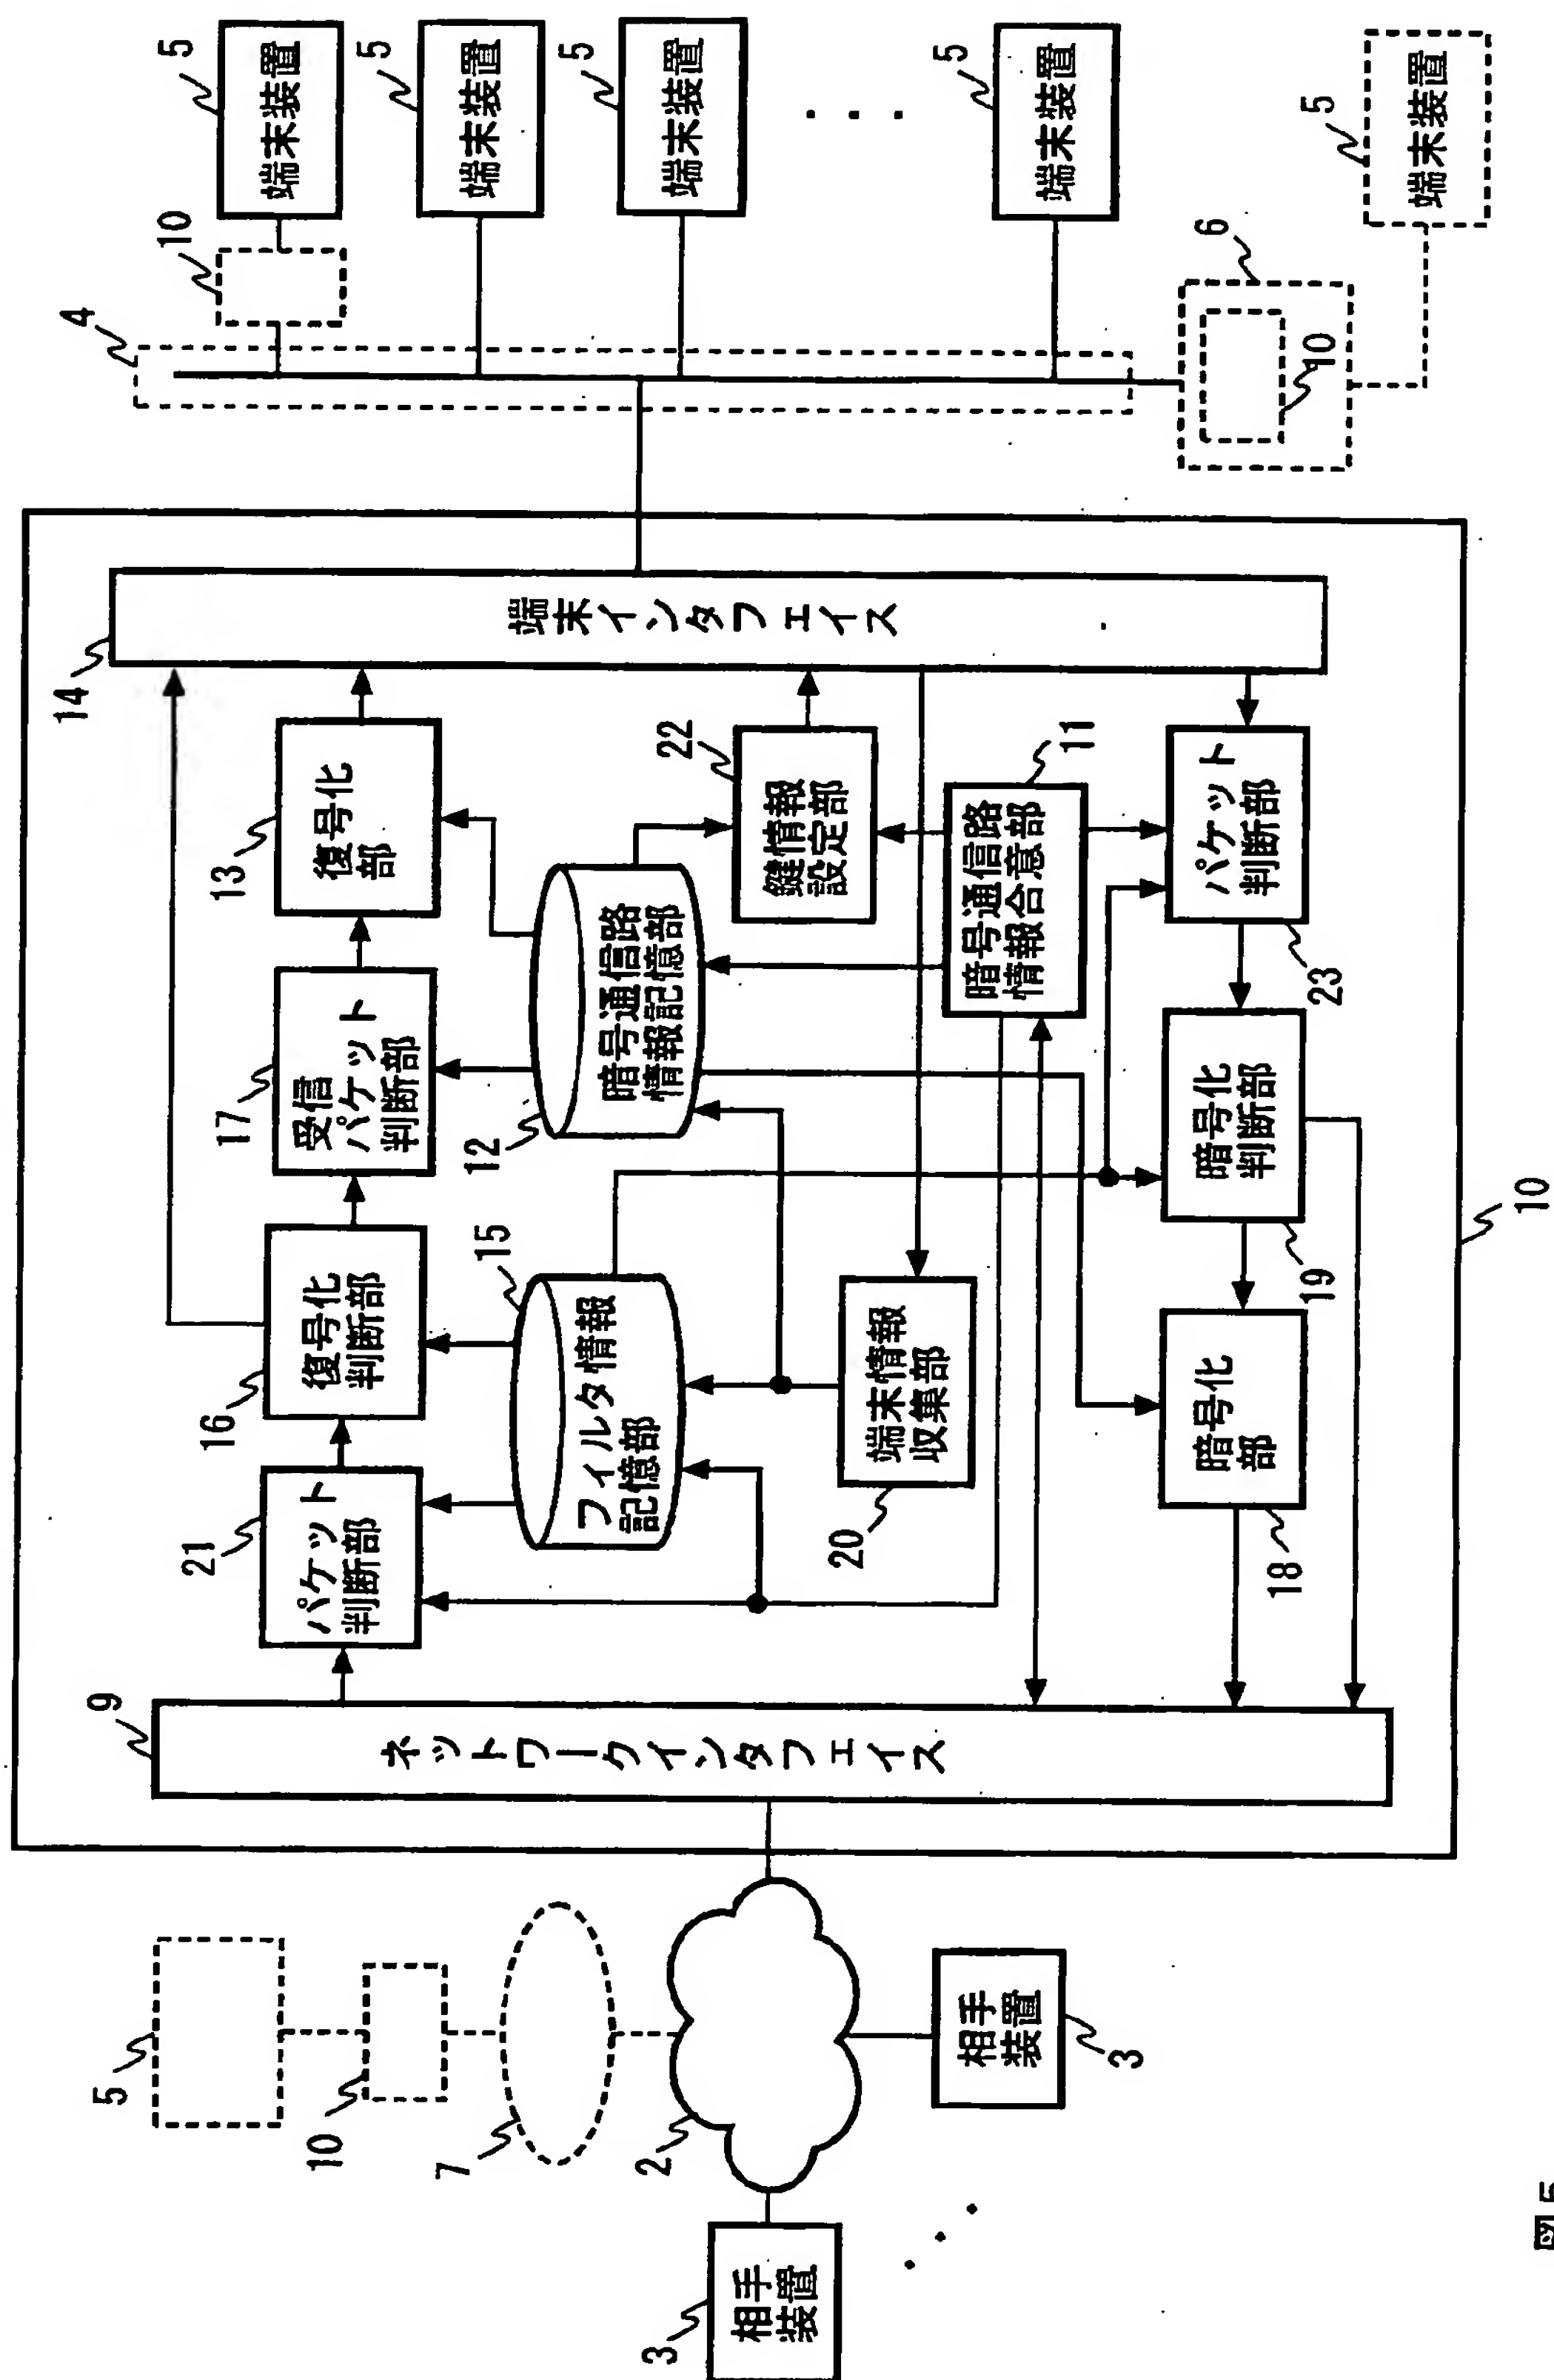 5
端末装置
5
端末装置
5
端末装置
5
端末装置
5
端末装置
10
6
10
4
14
端末インタフェイス
13
復号化
部
22
鍵情報
設定部
11
暗号通信路
情報合意部
パケット
判断部
23
17
受信
パケット
判断部
12
暗号通信路
情報記憶部
暗号化
判断部
19
16
復号化
判断部
15
フィルタ情報
記憶部
端末情報
収集部
20
暗号化
部
18
21
パケット
判断部
9
ネットワークインタフェイス
10
5
10
7
2
相手
装置
3
相手
装置
3
図5